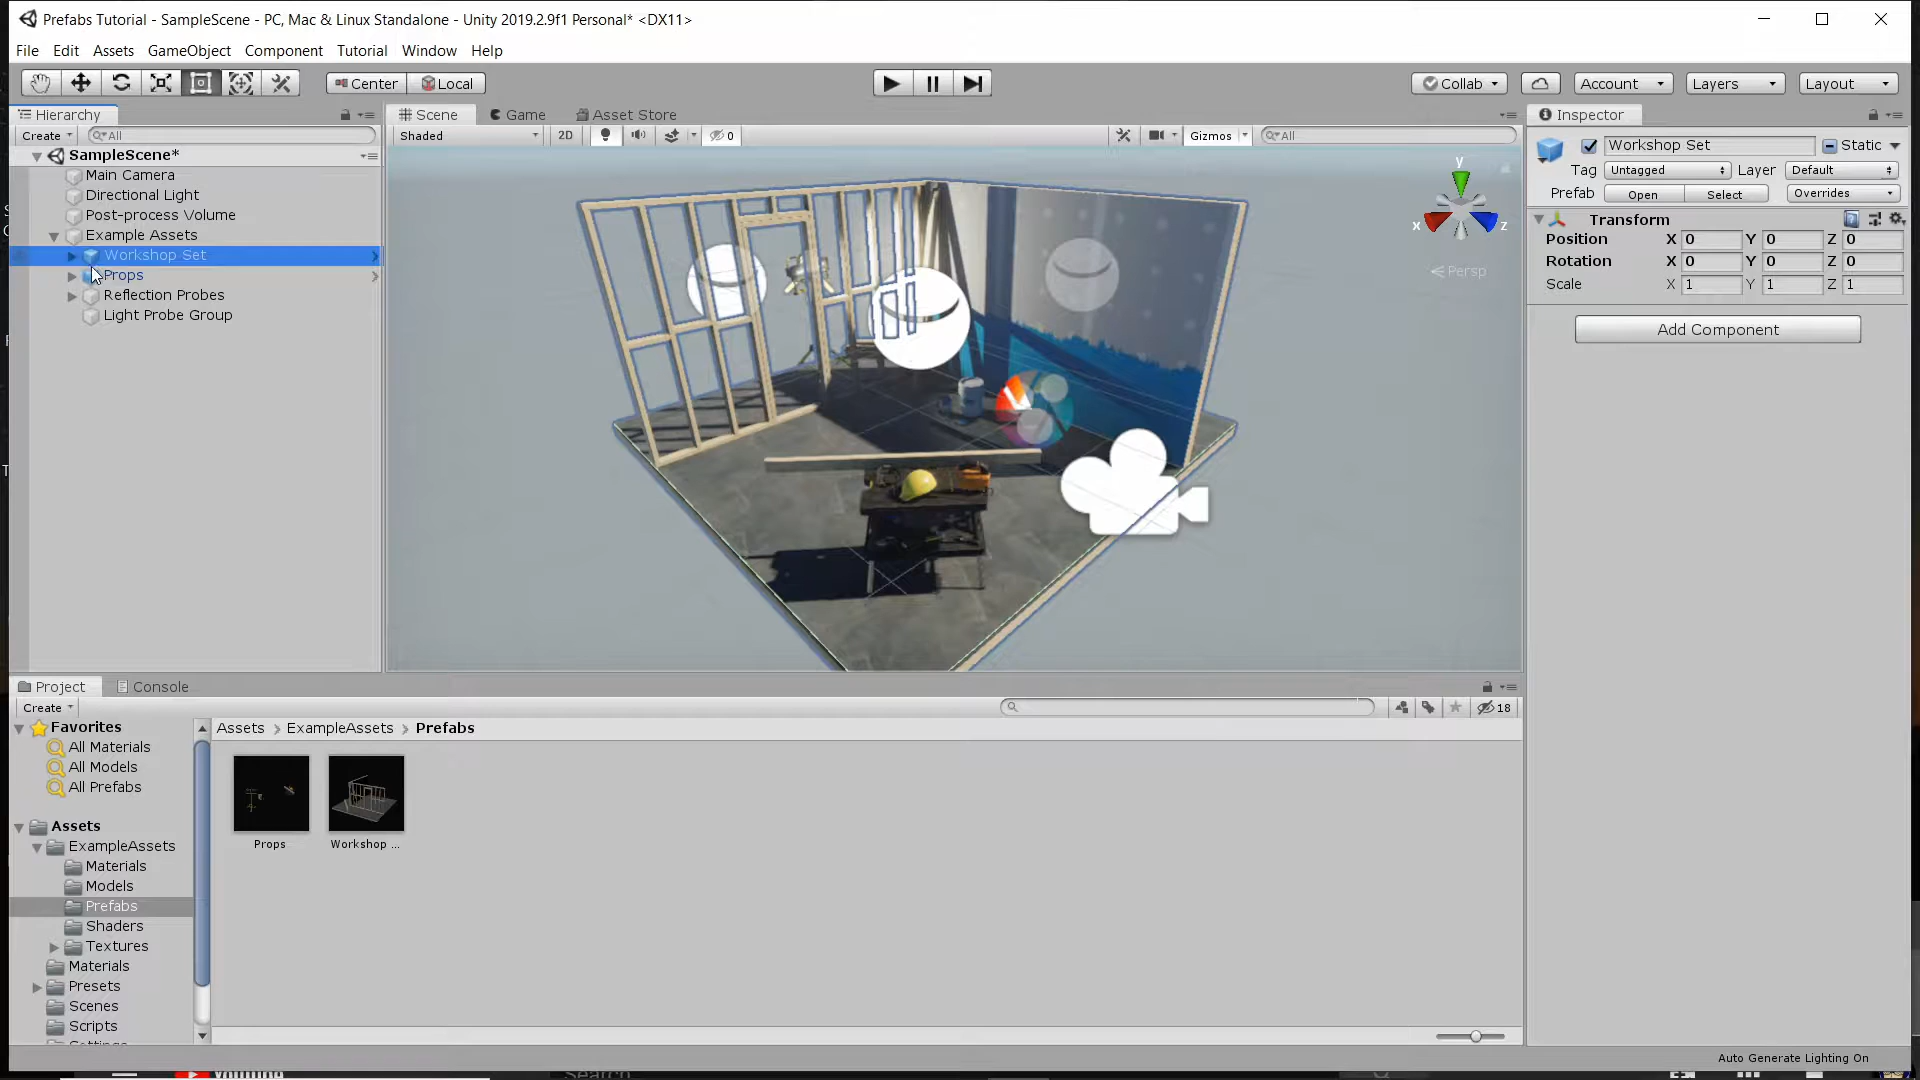 Prefabs Tutorial - SampleScene - PC, Mac & Linux Standalone - Unity 2019.2.9f1 Personal* <DX11>
File Edit Assets GameObject Component Tutorial Window Help
Center Local Collab Account Layers Layout
Hierarchy
Create All
SampleScene*
Main Camera
Directional Light
Post-process Volume
Example Assets
Workshop Set
Props
Reflection Probes
Light Probe Group
Scene Game Asset Store
Shaded 2D 0 Gizmos All
y
x z
Persp
Inspector
Workshop Set Static
Tag Untagged Layer Default
Prefab Open Select Overrides
Transform
Position X 0 Y 0 Z 0
Rotation X 0 Y 0 Z 0
Scale X 1 Y 1 Z 1
Add Component
Project Console
Create 18
Favorites
All Materials
All Models
All Prefabs
Assets
ExampleAssets
Materials
Models
Prefabs
Shaders
Textures
Materials
Presets
Scenes
Scripts
Assets > ExampleAssets > Prefabs
Props Workshop ...
Auto Generate Lighting On